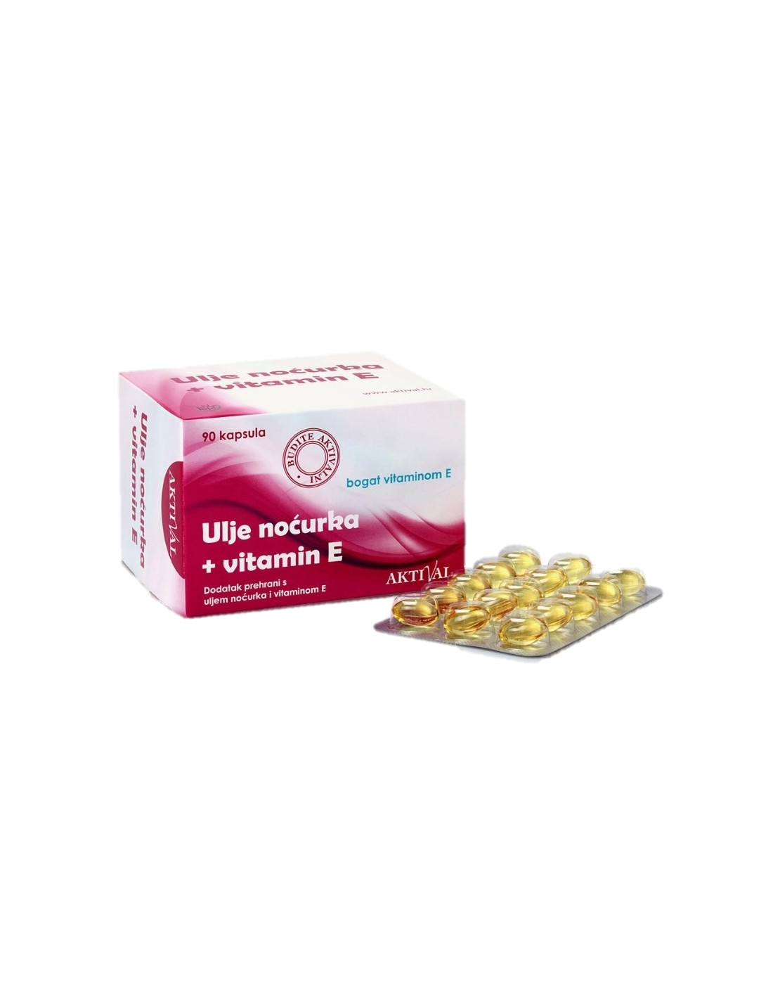 Ulje noćurka
+ vitamin E
www.aktival.hr
90 kapsula
BUDITE AKTIVALNI •
bogat vitaminom E
Ulje noćurka
+ vitamin E
Dodatak prehrani s
uljem noćurka i vitaminom E
AKTIVAL
Ulje noćurka
+ vitamin E
AKTIVAL